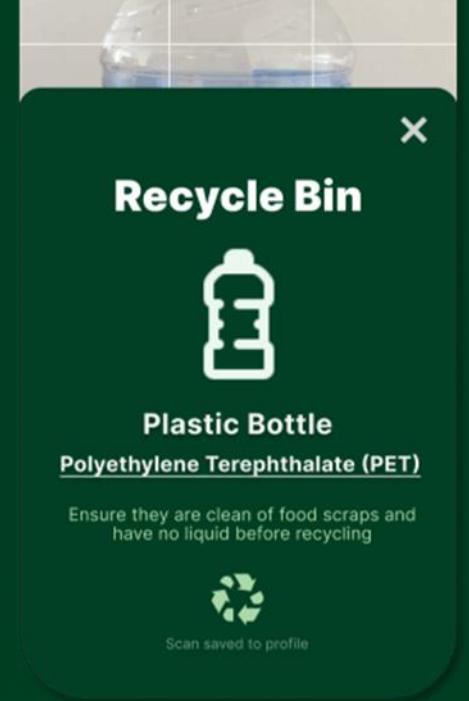 Recycle Bin
Plastic Bottle
Polyethylene Terephthalate (PET)
Ensure they are clean of food scraps and
have no liquid before recycling
Scan saved to profile